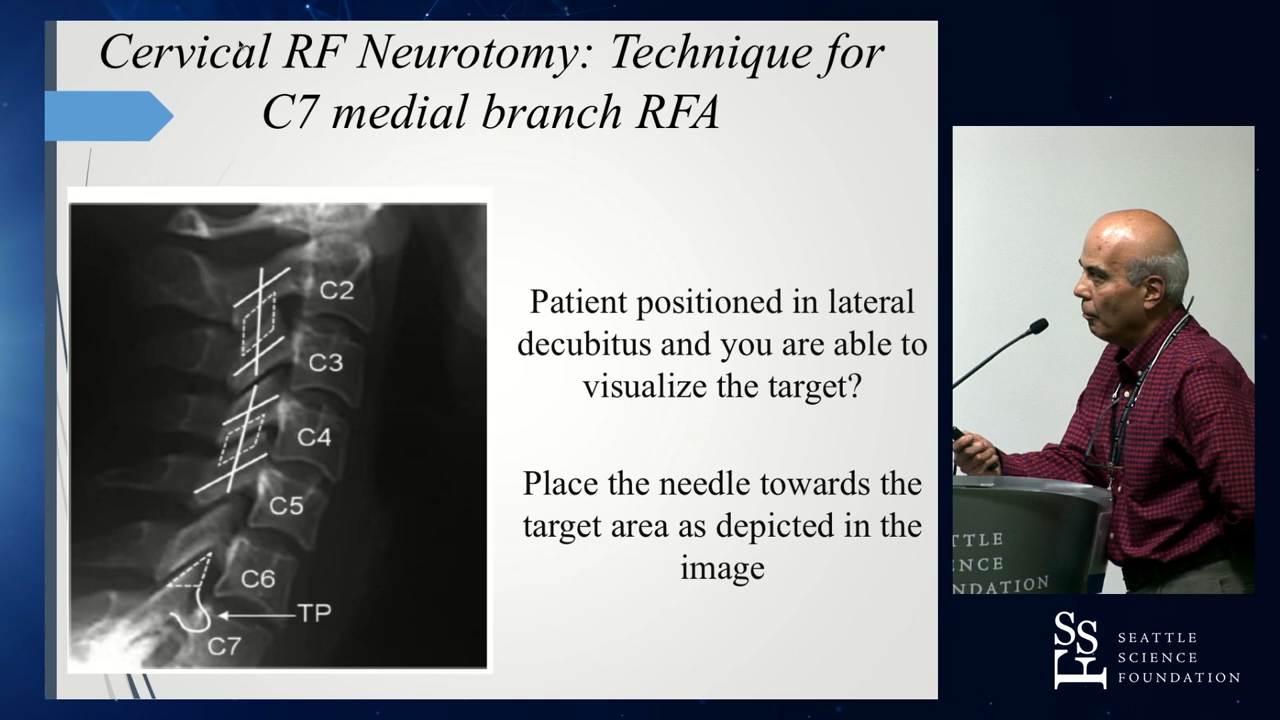 Cervical RF Neurotomy: Technique for
C7 medial branch RFA
C2
C3
C4
C5
C6
TP
C7
Patient positioned in lateral
decubitus and you are able to
visualize the target?
Place the needle towards the
target area as depicted in the
image
TTLE
ENCE
NDATION
SSF
SEATTLE
SCIENCE
FOUNDATION